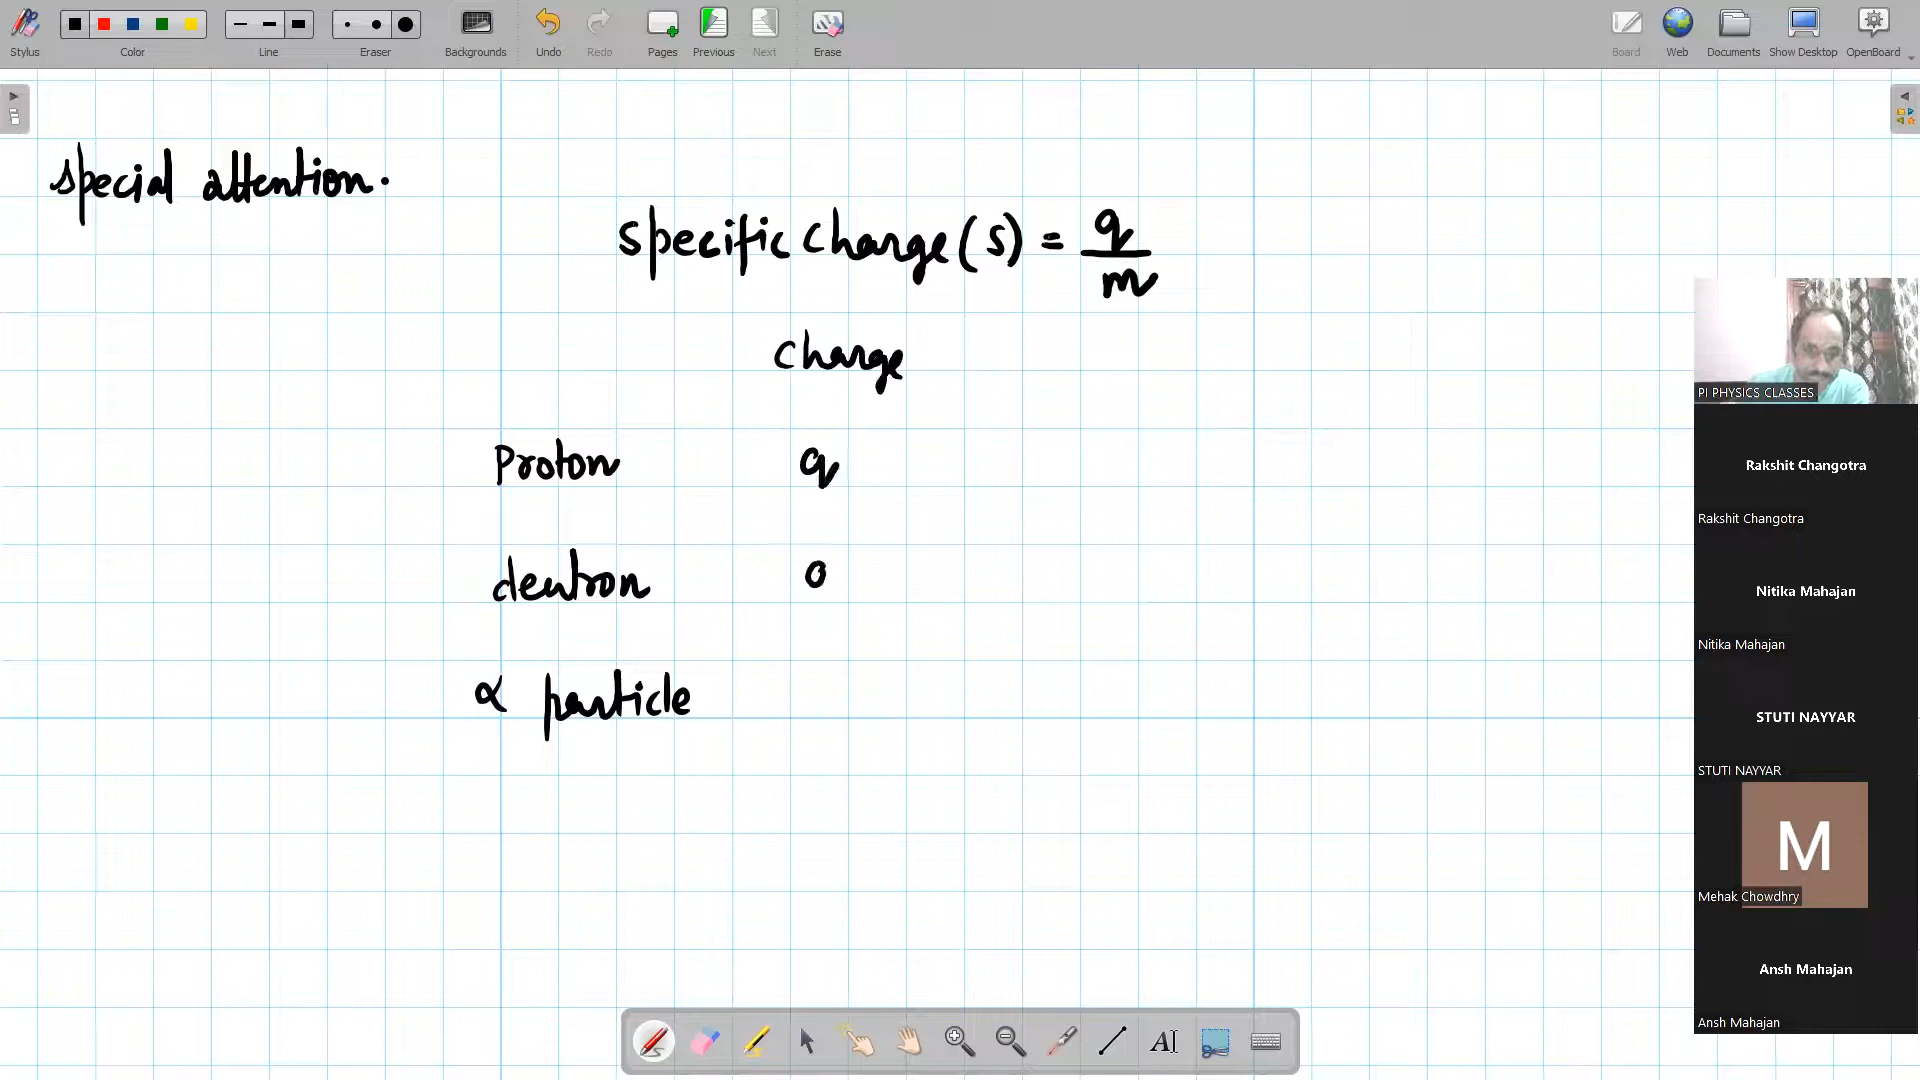 Stylus
Color
Line
Eraser
Backgrounds
Undo
Redo
Pages
Previous
Next
Erase
Board
Web
Documents
Show Desktop
OpenBoard
special attention.
specific charge (s) = q/m
charge
Proton q
deutron 0
α particle
PI PHYSICS CLASSES
Rakshit Changotra
Rakshit Changotra
Nitika Mahajan
Nitika Mahajan
STUTI NAYYAR
STUTI NAYYAR
M
Mehak Chowdhry
Ansh Mahajan
Ansh Mahajan